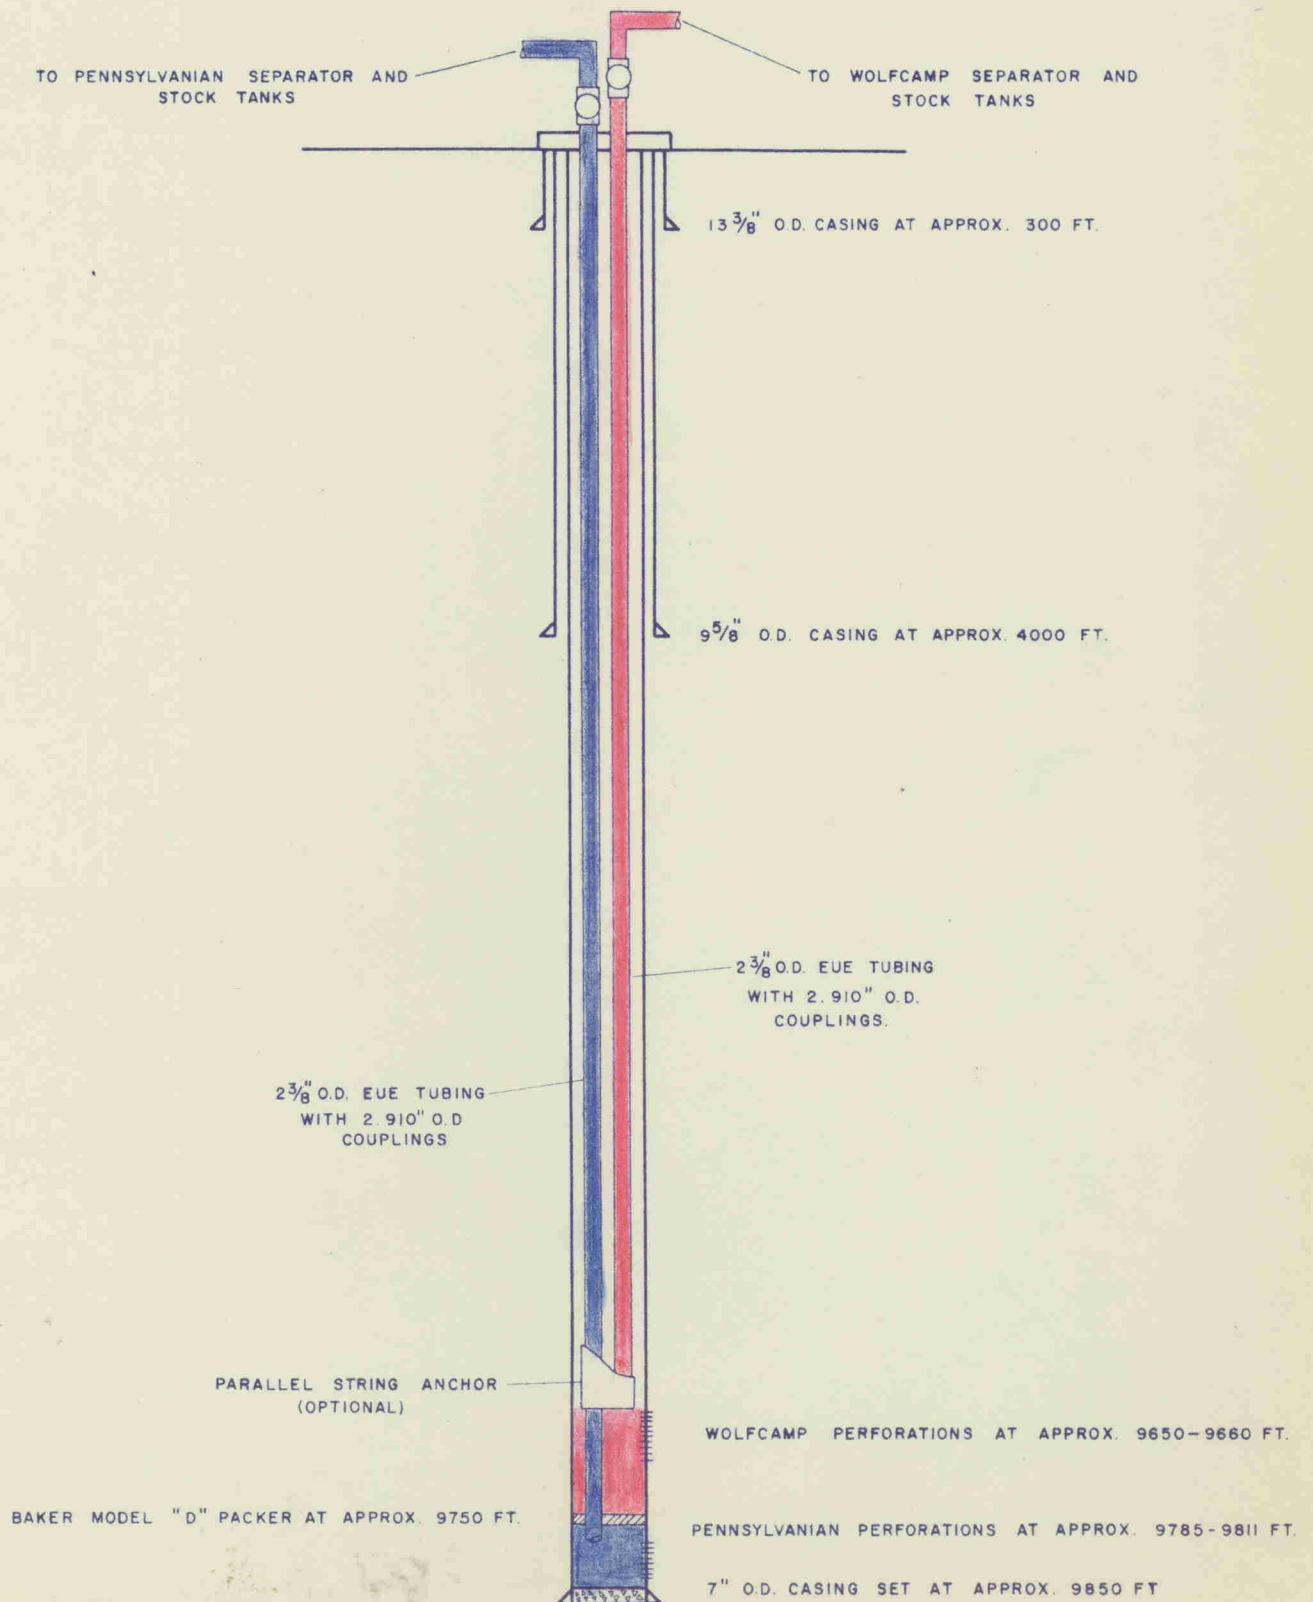 TO PENNSYLVANIAN SEPARATOR AND
STOCK TANKS
TO WOLFCAMP SEPARATOR AND
STOCK TANKS
13 3/8" O.D. CASING AT APPROX. 300 FT.
9 5/8" O.D. CASING AT APPROX. 4000 FT.
2 3/8" O.D. EUE TUBING
WITH 2.910" O.D.
COUPLINGS.
2 3/8" O.D. EUE TUBING
WITH 2.910" O.D
COUPLINGS
PARALLEL STRING ANCHOR
(OPTIONAL)
WOLFCAMP PERFORATIONS AT APPROX. 9650-9660 FT.
BAKER MODEL "D" PACKER AT APPROX. 9750 FT.
PENNSYLVANIAN PERFORATIONS AT APPROX. 9785-9811 FT.
7" O.D. CASING SET AT APPROX. 9850 FT